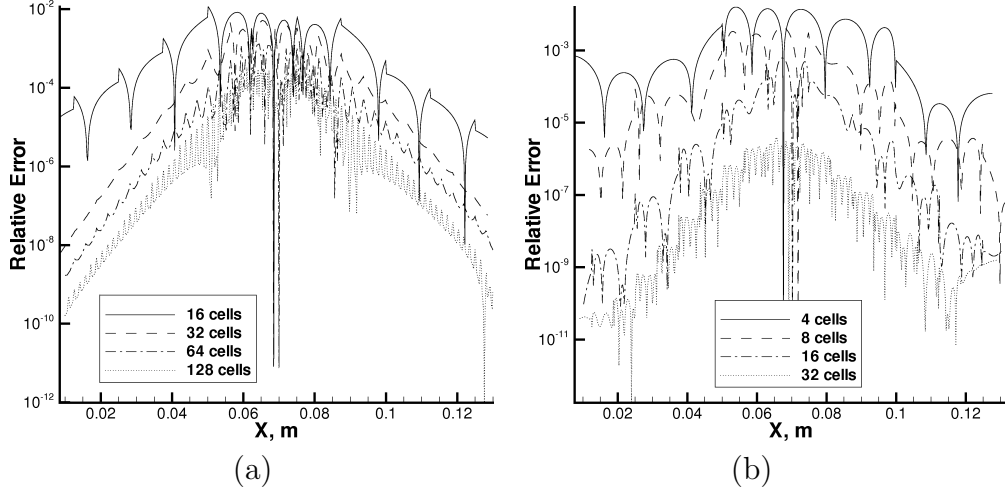 Relative Error
10^-2
10^-4
10^-6
10^-8
10^-10
10^-12
16 cells
32 cells
64 cells
128 cells
0.02 0.04 0.06 0.08 0.1 0.12
X, m
(a)
Relative Error
10^-3
10^-5
10^-7
10^-9
10^-11
4 cells
8 cells
16 cells
32 cells
0.02 0.04 0.06 0.08 0.1 0.12
X, m
(b)